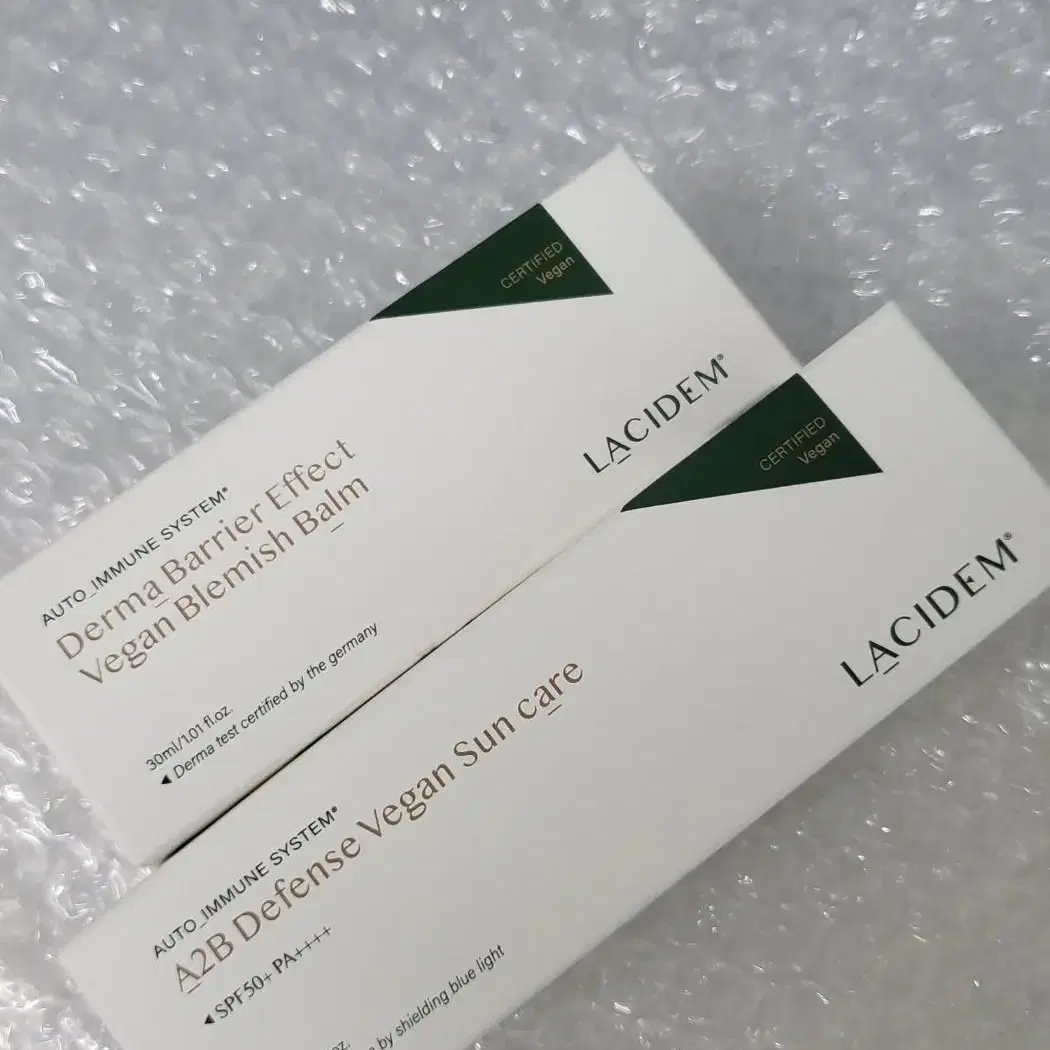 CERTIFIED
Vegan
LACIDEM®
AUTO_IMMUNE SYSTEM®
Derma Barrier Effect
Vegan Blemish Balm
30ml/1.01 fl.oz.
◀ Derma test certified by the germany
CERTIFIED
Vegan
LACIDEM®
AUTO_IMMUNE SYSTEM®
A2B Defense Vegan Sun care
◀ SPF50+ PA++++
oz.
by shielding blue light